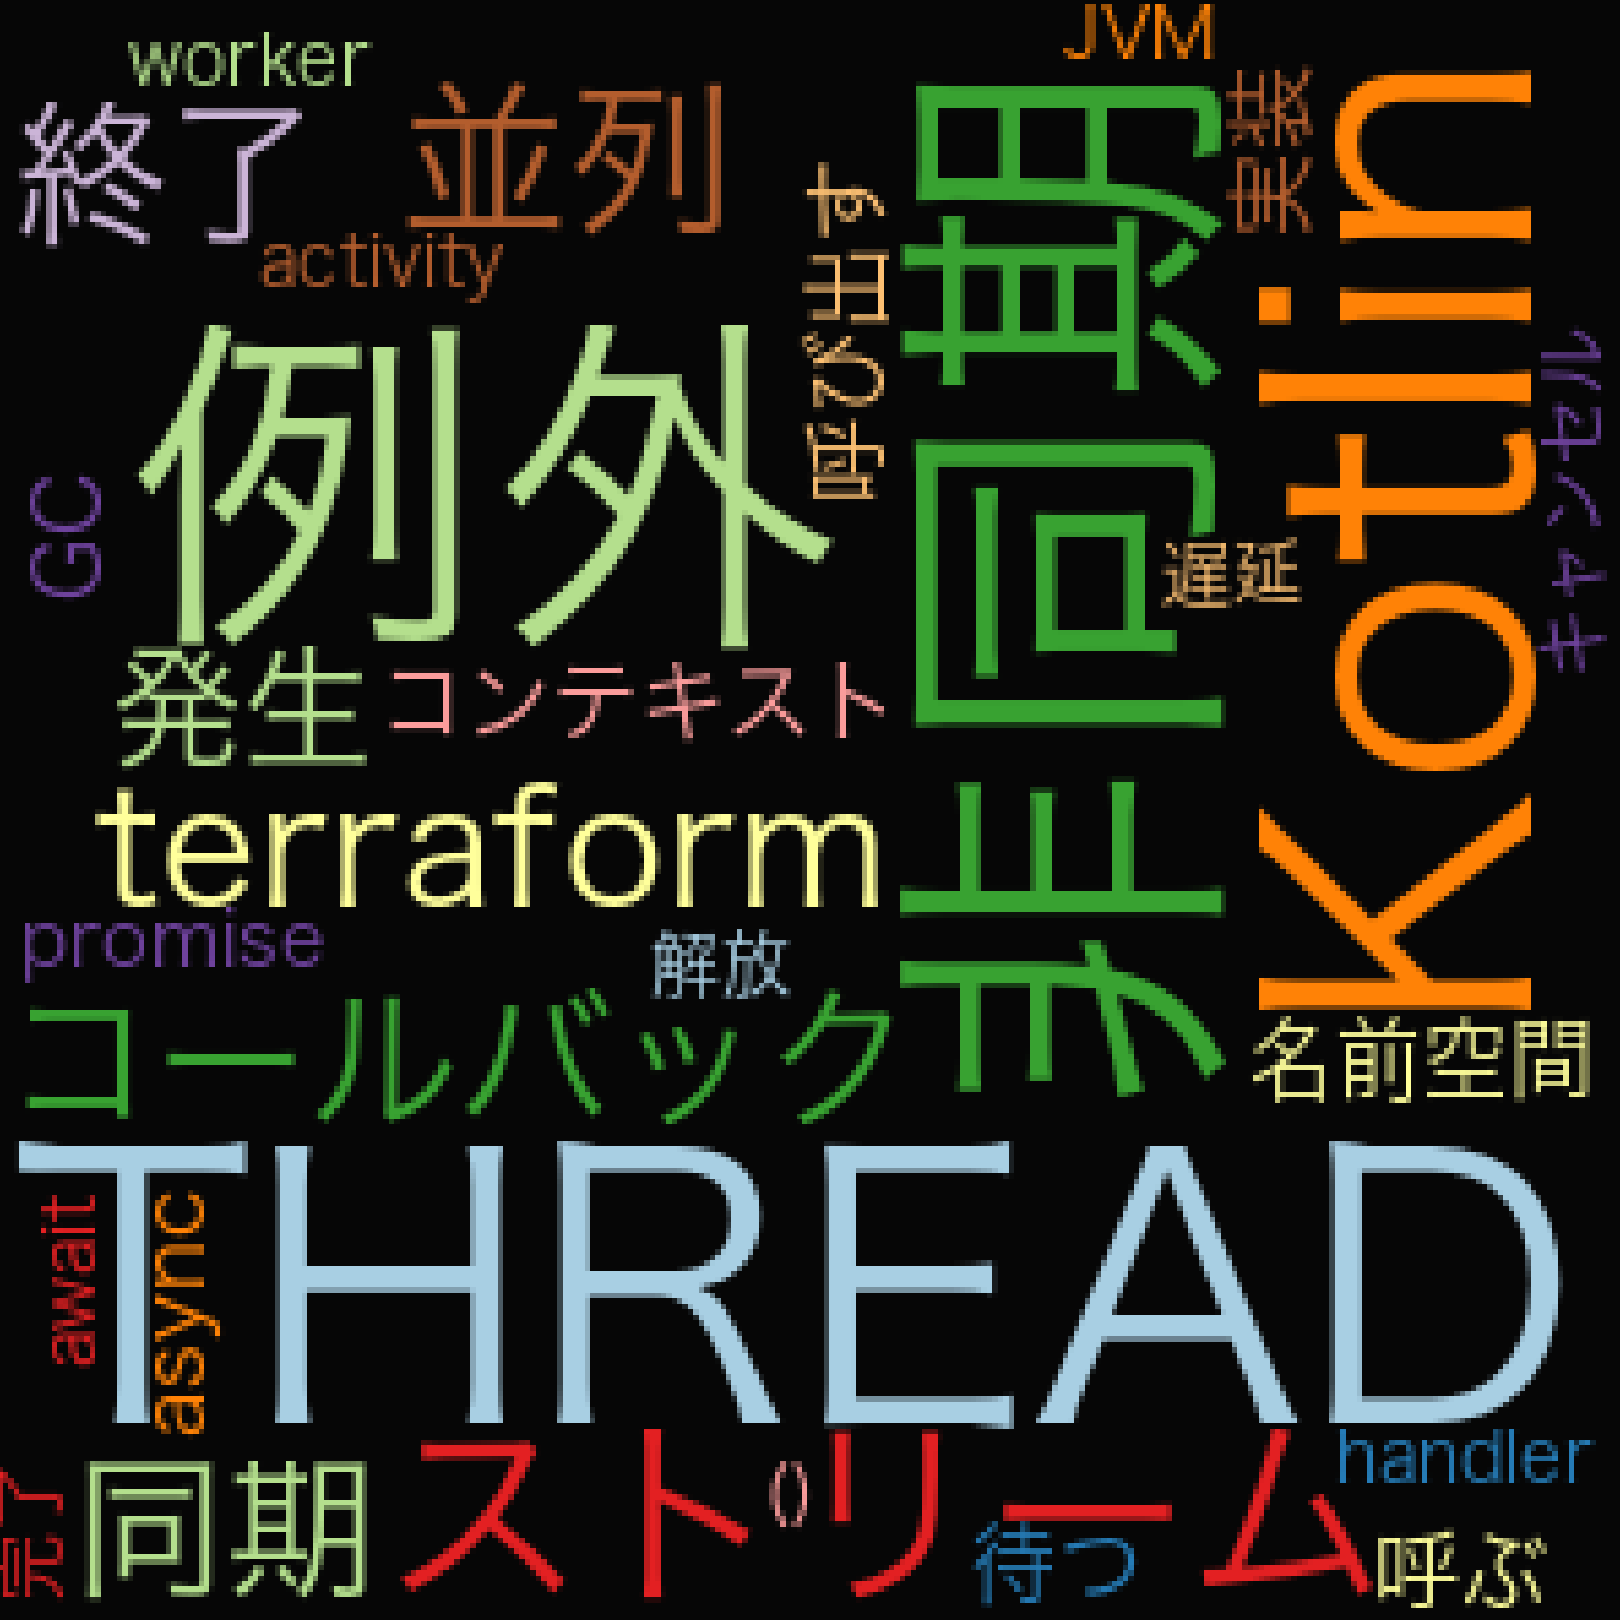 worker
JVM
終了
並列
実装
activity
呼び出す
非同期
Kotlin
例外
キャンセル
GC
遅延
発生
コンテキスト
terraform
promise
解放
コールバック
名前空間
THREAD
await
async
handler
完了
同期
ストリーム
()
待つ
呼ぶ